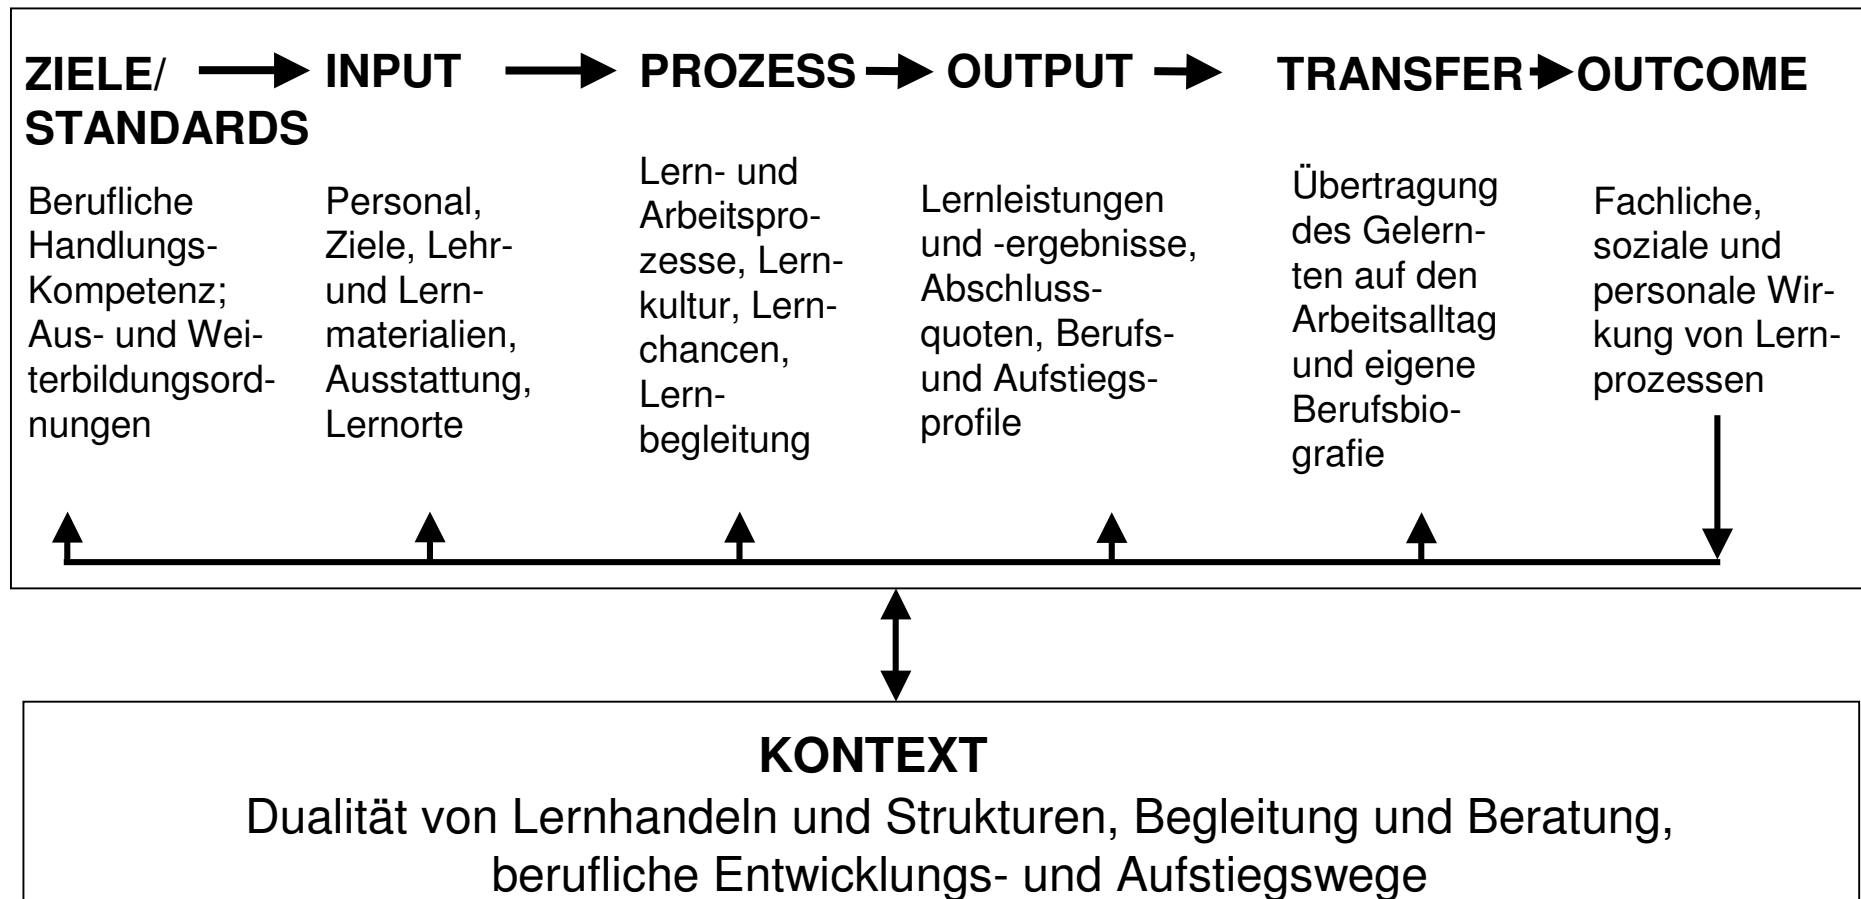 ZIELE/
STANDARDS
INPUT
PROZESS
OUTPUT
TRANSFER
OUTCOME
Berufliche
Handlungs-
Kompetenz;
Aus- und Wei-
terbildungsord-
nungen
Personal,
Ziele, Lehr-
und Lern-
materialien,
Ausstattung,
Lernorte
Lern- und
Arbeitspro-
zesse, Lern-
kultur, Lern-
chancen,
Lern-
begleitung
Lernleistungen
und -ergebnisse,
Abschluss-
quoten, Berufs-
und Aufstiegs-
profile
Übertragung
des Gelern-
ten auf den
Arbeitsalltag
und eigene
Berufsbio-
grafie
Fachliche,
soziale und
personale Wir-
kung von Lern-
prozessen
KONTEXT
Dualität von Lernhandeln und Strukturen, Begleitung und Beratung,
berufliche Entwicklungs- und Aufstiegswege